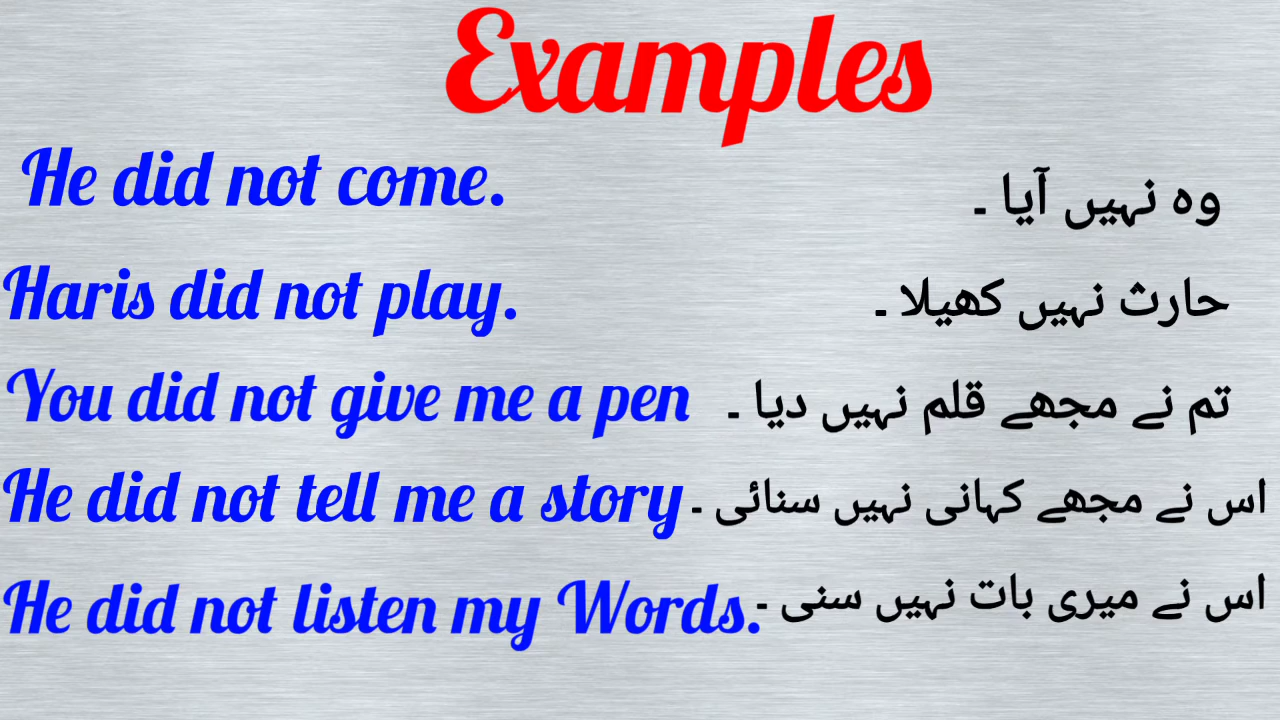 Examples
He did not come. وہ نہیں آیا ۔
Haris did not play. حارث نہیں کھیلا ۔
You did not give me a pen تم نے مجھے قلم نہیں دیا ۔
He did not tell me a story اس نے مجھے کہانی نہیں سنائی ۔
He did not listen my Words. اس نے میری بات نہیں سنی ۔